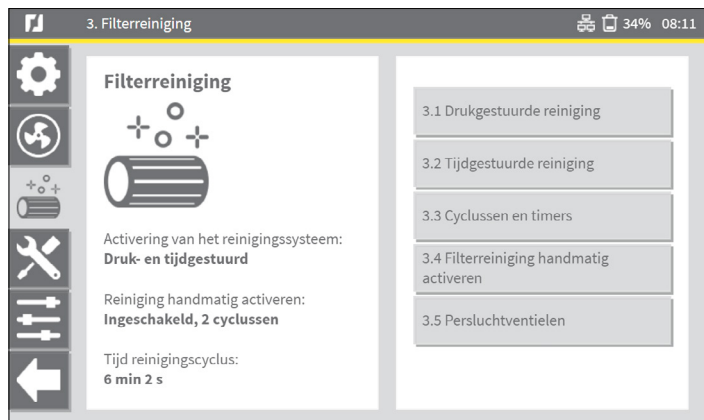 3. Filterreiniging
34% 08:11
Filterreiniging
Activering van het reinigingssysteem:
Druk- en tijdgestuurd
Reiniging handmatig activeren:
Ingeschakeld, 2 cyclussen
Tijd reinigingscyclus:
6 min 2 s
3.1 Drukgestuurde reiniging
3.2 Tijdgestuurde reiniging
3.3 Cyclussen en timers
3.4 Filterreiniging handmatig
activeren
3.5 Persluchtventielen